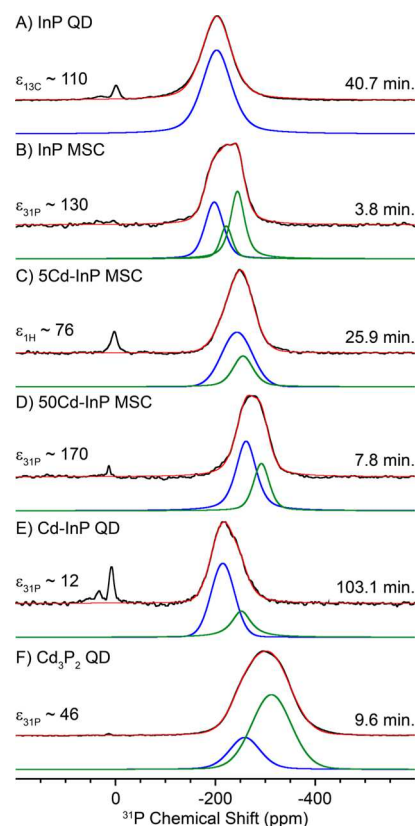 A) InP QD
ε13C ~ 110
40.7 min.
B) InP MSC
ε31P ~ 130
3.8 min.
C) 5Cd-InP MSC
ε1H ~ 76
25.9 min.
D) 50Cd-InP MSC
ε31P ~ 170
7.8 min.
E) Cd-InP QD
ε31P ~ 12
103.1 min.
F) Cd₃P₂ QD
ε31P ~ 46
9.6 min.
0 -200 -400
³¹P Chemical Shift (ppm)